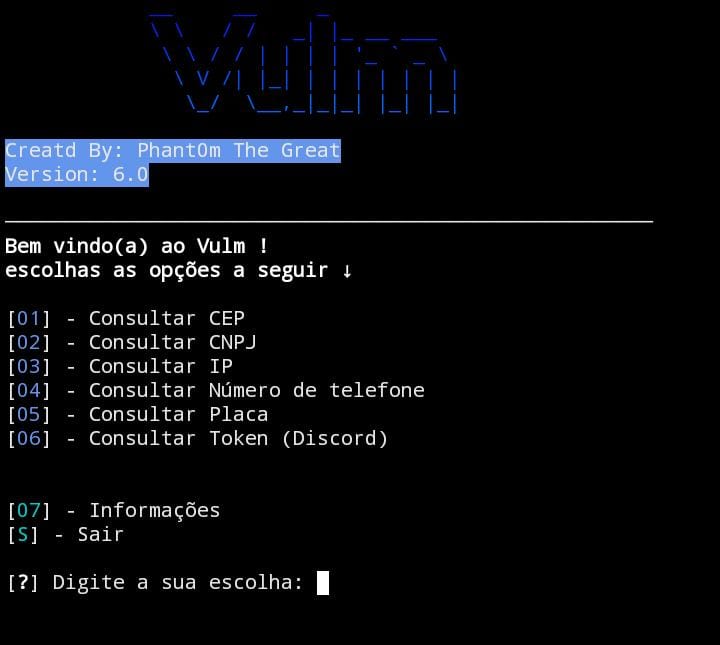 Vulm
Creatd By: Phant0m The Great
Version: 6.0
Bem vindo(a) ao Vulm !
escolhas as opções a seguir ↓
[01] - Consultar CEP
[02] - Consultar CNPJ
[03] - Consultar IP
[04] - Consultar Número de telefone
[05] - Consultar Placa
[06] - Consultar Token (Discord)
[07] - Informações
[S] - Sair
[?] Digite a sua escolha: